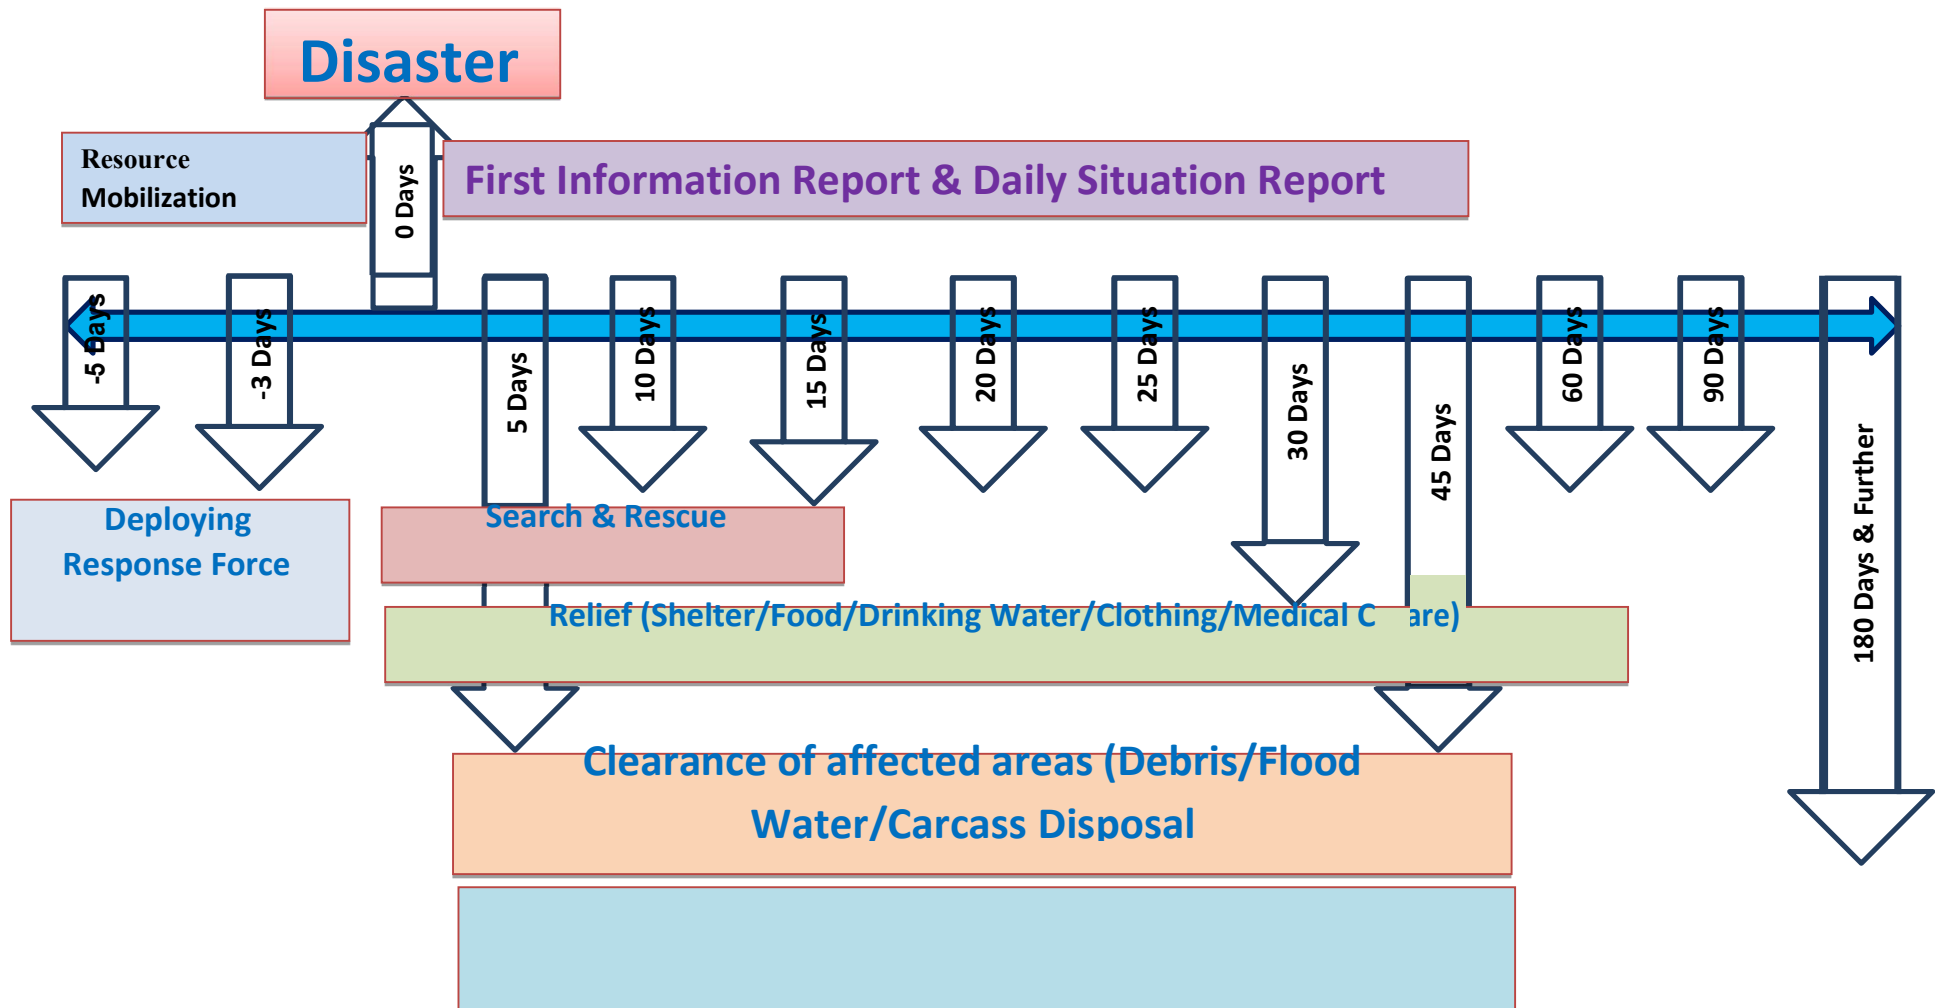 Disaster
Resource
Mobilization
0 Days
First Information Report & Daily Situation Report
-5 Days
-3 Days
5 Days
10 Days
15 Days
20 Days
25 Days
30 Days
45 Days
60 Days
90 Days
180 Days & Further
Deploying
Response Force
Search & Rescue
Relief (Shelter/Food/Drinking Water/Clothing/Medical C are)
Clearance of affected areas (Debris/Flood
Water/Carcass Disposal